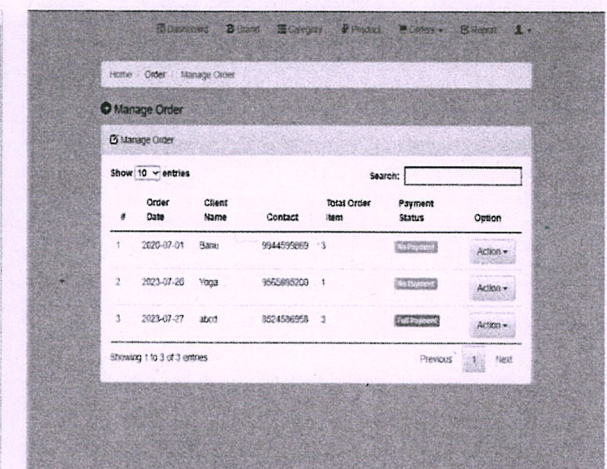 Dashboard Brand Category Product Orders Report
Home / Order / Manage Order
Manage Order
Manage Order
Show 10 entries Search:
# Order Date Client Name Contact Total Order Item Payment Status Option
1 2020-07-01 Banu 9944595869 3 No Payment Action
2 2023-07-26 Yoga 9565895200 1 No Payment Action
3 2023-07-27 abcd 8524586958 3 Full Payment Action
Showing 1 to 3 of 3 entries Previous 1 Next